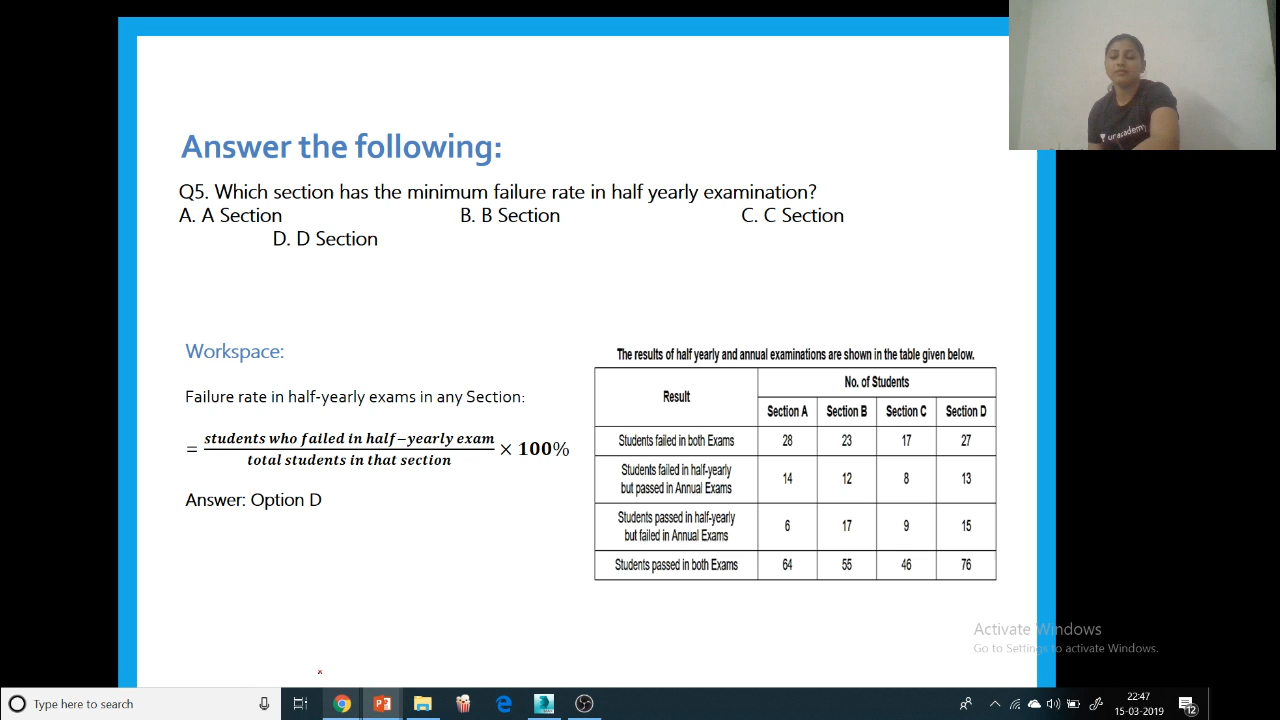 Answer the following:
Q5. Which section has the minimum failure rate in half yearly examination?
A. A Section B. B Section C. C Section
D. D Section
Workspace:
Failure rate in half-yearly exams in any Section:
= students who failed in half-yearly exam / total students in that section × 100%
Answer: Option D
The results of half yearly and annual examinations are shown in the table given below.
Result No. of Students
Section A Section B Section C Section D
Students failed in both Exams 28 23 17 27
Students failed in half-yearly
but passed in Annual Exams 14 12 8 13
Students passed in half-yearly
but failed in Annual Exams 6 17 9 15
Students passed in both Exams 64 55 46 76
ur academy
Activate Windows
Go to Settings to activate Windows.
Type here to search
22:47
15-03-2019
12